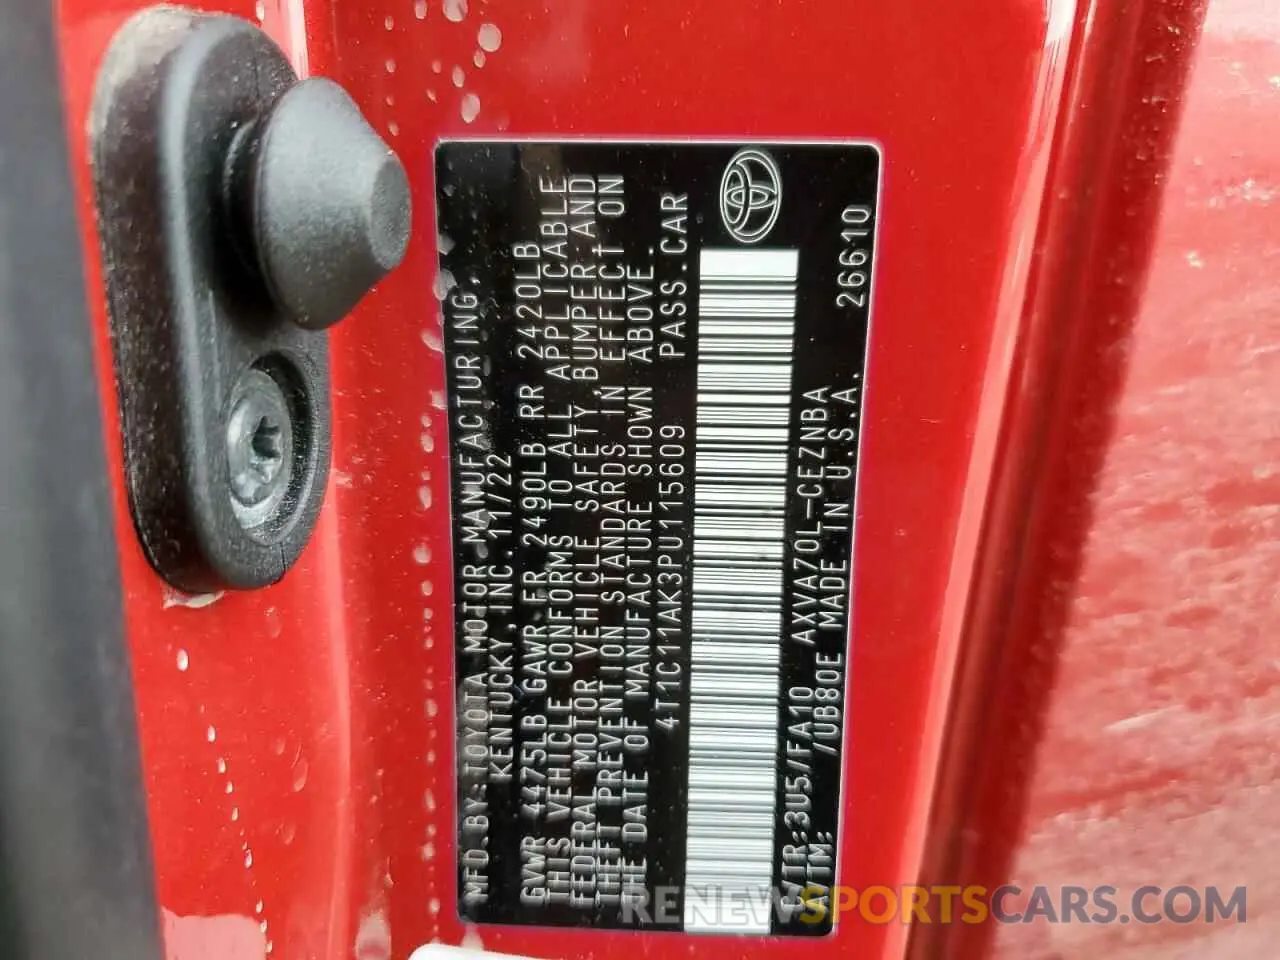 MFD.BY:TOYOTA MOTOR MANUFACTURING,
KENTUCKY,INC. 11/22
GVWR 4475LB GAWR FR 2490LB RR 2420LB
THIS VEHICLE CONFORMS TO ALL APPLICABLE
FEDERAL MOTOR VEHICLE SAFETY,BUMPER,AND
THEFT PREVENTION STANDARDS IN EFFECT ON
THE DATE OF MANUFACTURE SHOWN ABOVE.
4T1C11AK3PU115609 PASS.CAR
C/TR:3U5/FA10 AXVA70L-CEZNBA
A/TM: /UB80E MADE IN U.S.A. 26610
RENEWSPORTSCARS.COM